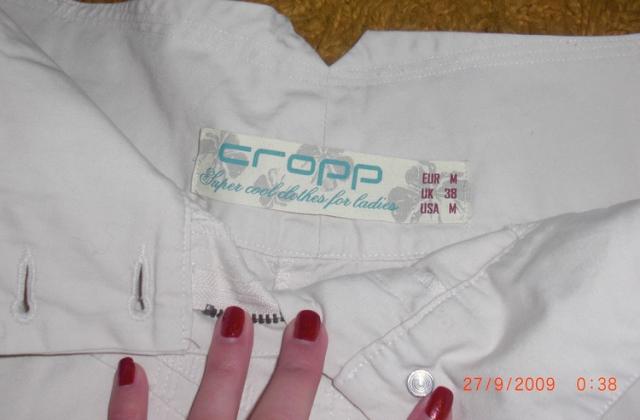 cropp
Super cool clothes for ladies
EUR M
UK 38
USA M
27/9/2009 0:38